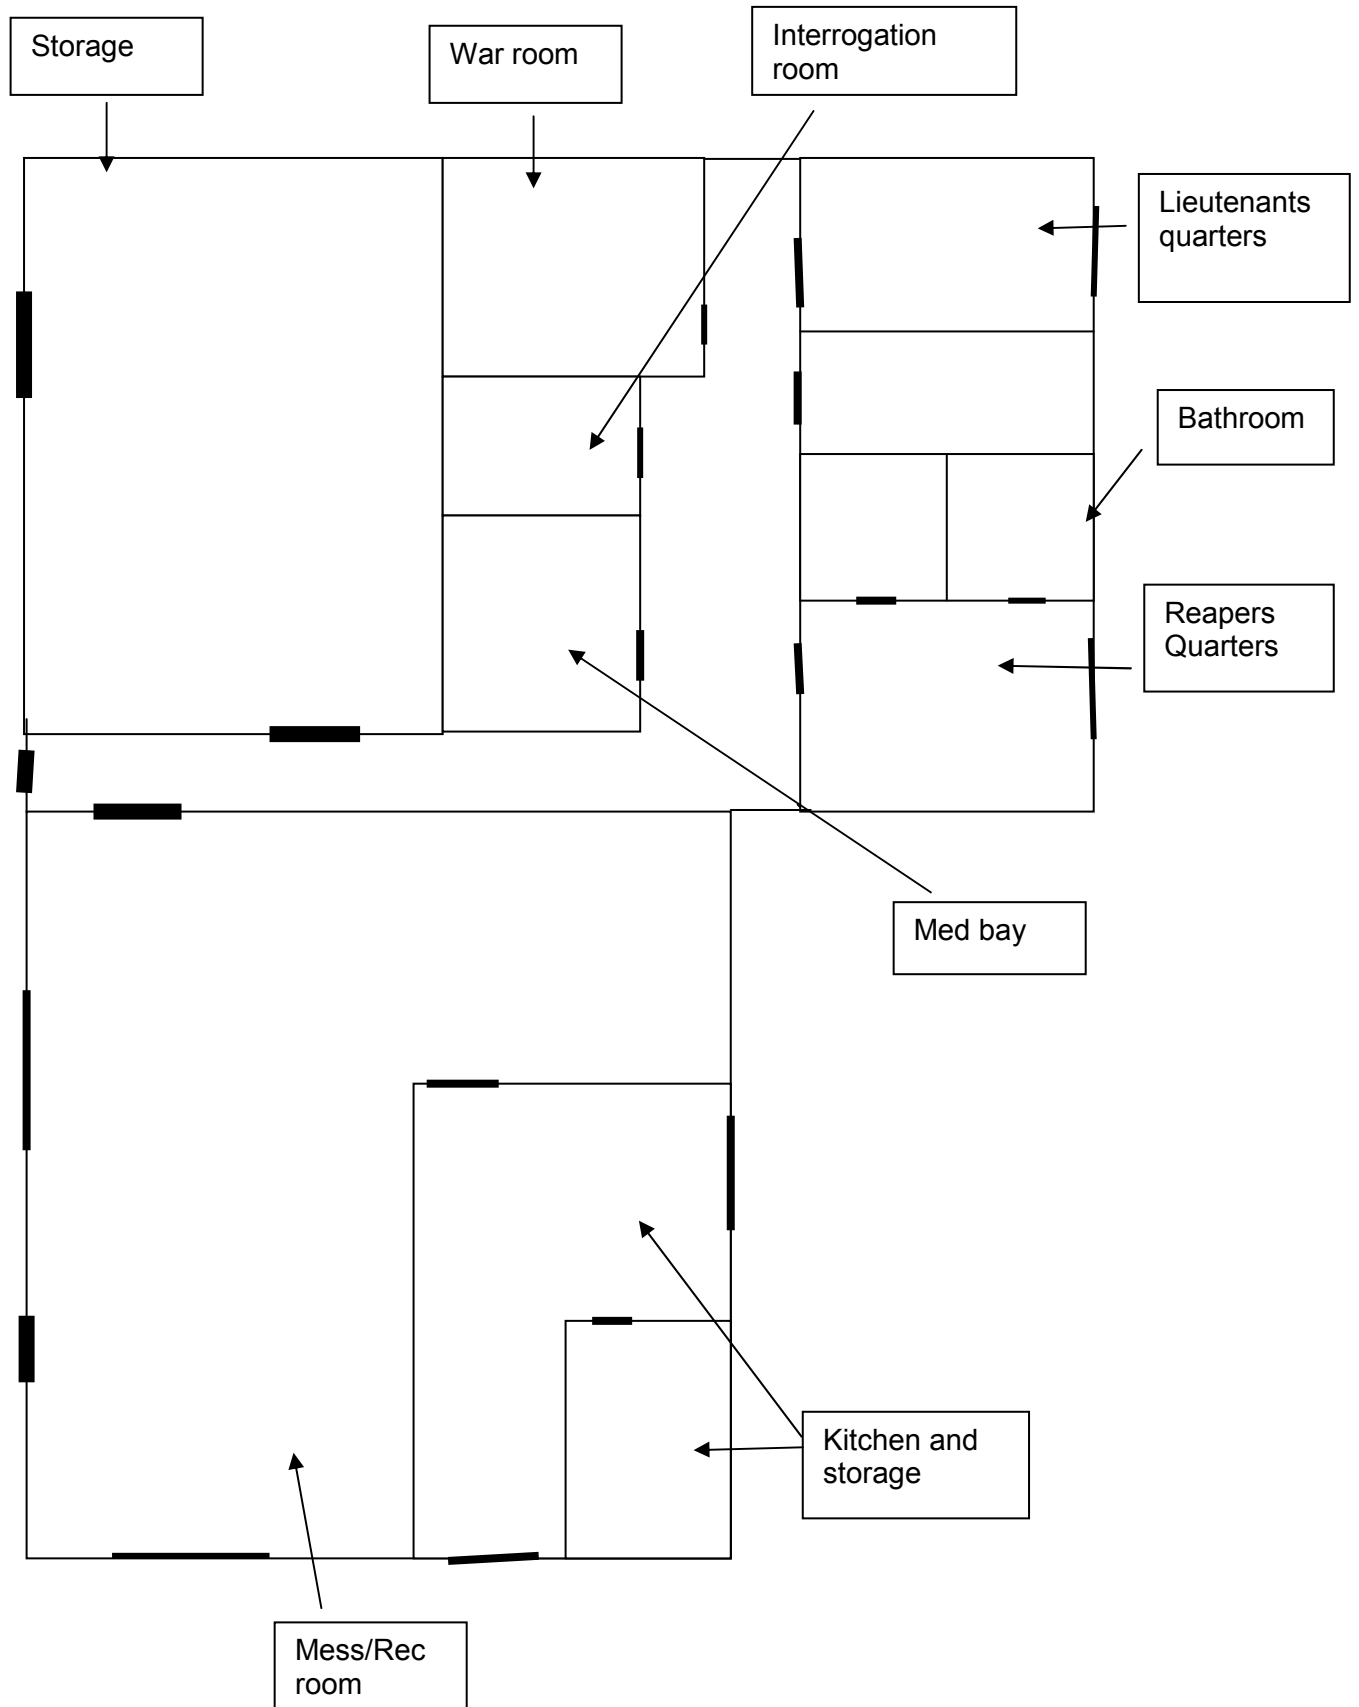 Storage
War room
Interrogation
room
Lieutenants
quarters
Bathroom
Reapers
Quarters
Med bay
Kitchen and
storage
Mess/Rec
room